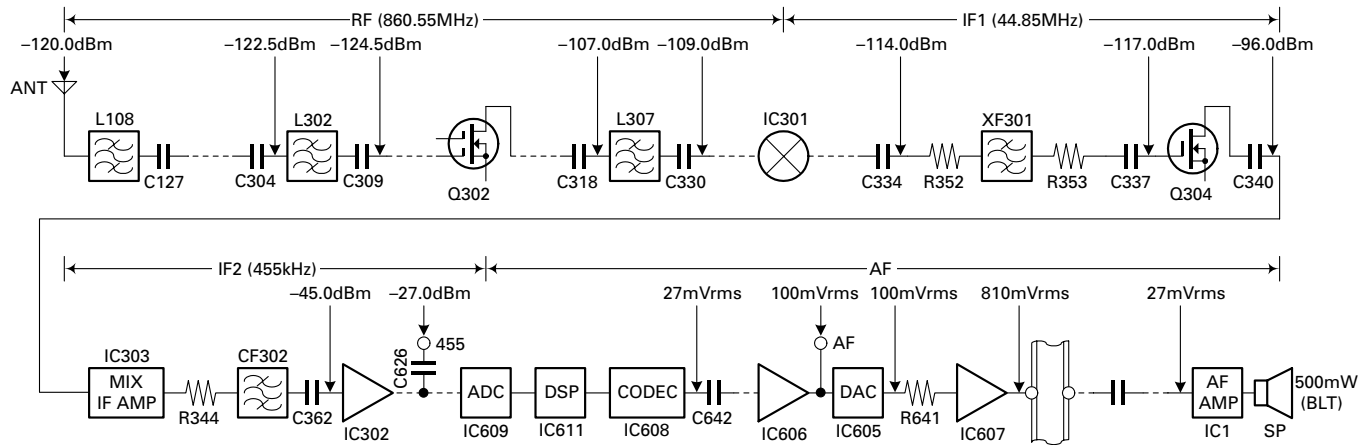 RF (860.55MHz) IF1 (44.85MHz)
–120.0dBm –122.5dBm –124.5dBm –107.0dBm –109.0dBm –114.0dBm –117.0dBm –96.0dBm
ANT
L108 L302 L307 IC301 XF301
C127 C304 C309 Q302 C318 C330 C334 R352 R353 C337 Q304 C340
IF2 (455kHz) AF
–45.0dBm –27.0dBm 27mVrms 100mVrms 100mVrms 810mVrms 27mVrms
455 AF
IC303 CF302 C626
MIX
IF AMP
ADC DSP CODEC DAC
AF
AMP
500mW
(BLT)
R344 C362 IC302 IC609 IC611 IC608 C642 IC606 IC605 R641 IC607 IC1 SP